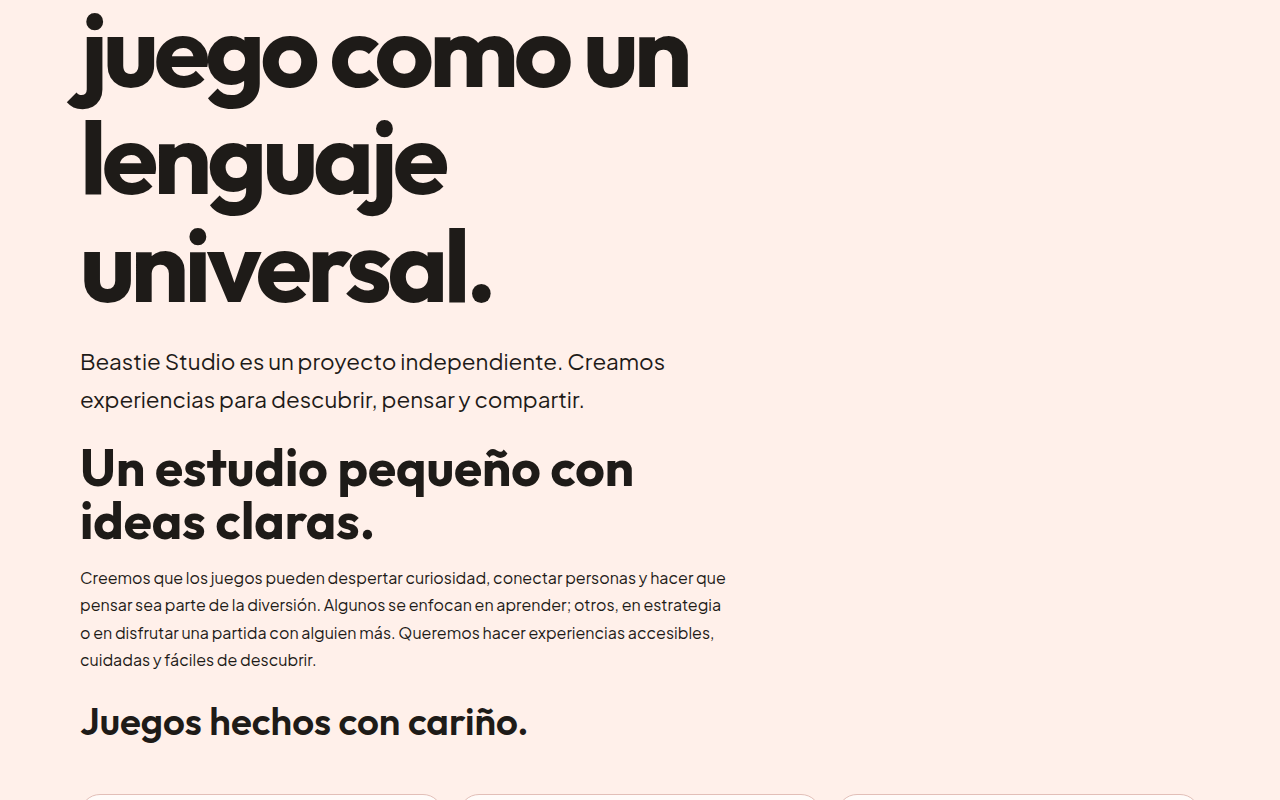 juego como un
lenguaje
universal.
Beastie Studio es un proyecto independiente. Creamos
experiencias para descubrir, pensar y compartir.
Un estudio pequeño con
ideas claras.
Creemos que los juegos pueden despertar curiosidad, conectar personas y hacer que
pensar sea parte de la diversión. Algunos se enfocan en aprender; otros, en estrategia
o en disfrutar una partida con alguien más. Queremos hacer experiencias accesibles,
cuidadas y fáciles de descubrir.
Juegos hechos con cariño.